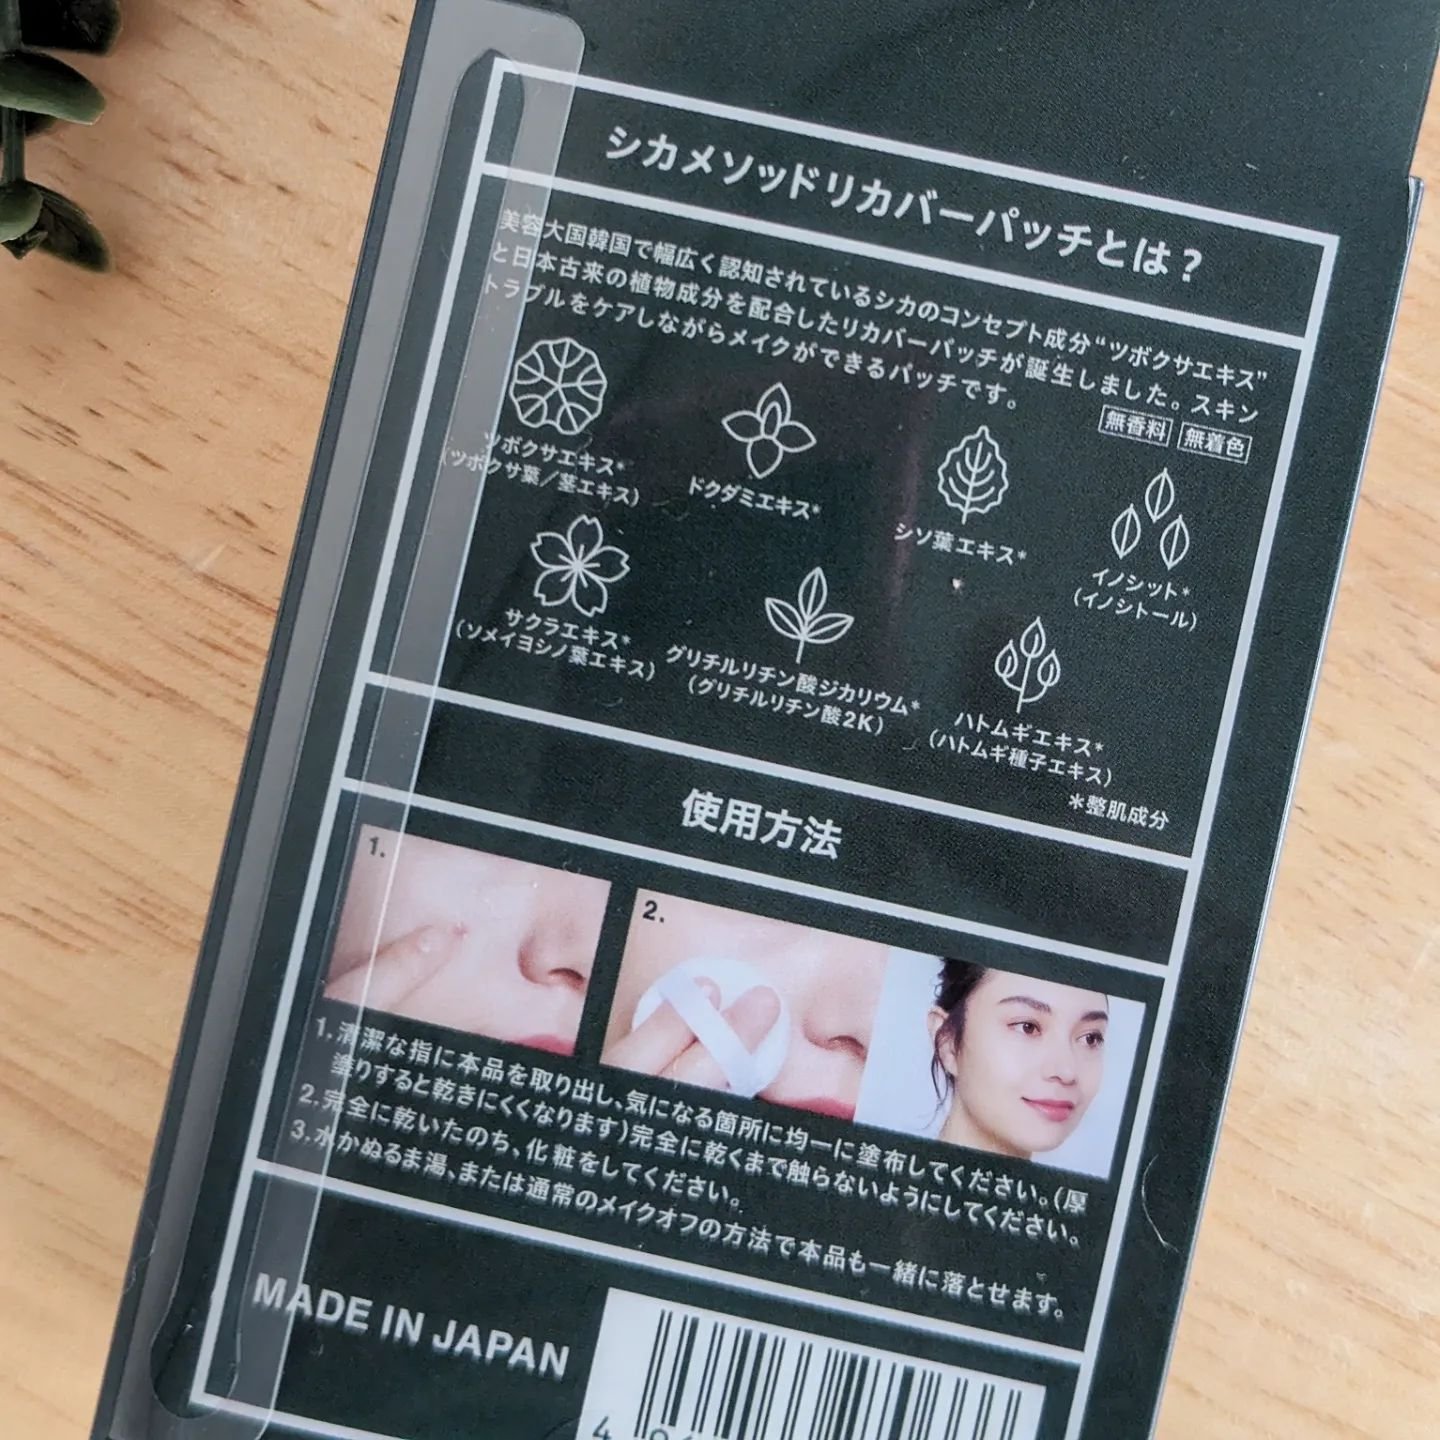 シカメソッドリカバーパッチとは?
美容大国韓国で幅広く認知されているシカのコンセプト成分“ツボクサエキス”
と日本古来の植物成分を配合したリカバーパッチが誕生しました。スキン
トラブルをケアしながらメイクができるパッチです。
無香料 無着色
ツボクサエキス*
(ツボクサ葉/茎エキス)
ドクダミエキス*
シソ葉エキス*
イノシット*
(イノシトール)
サクラエキス*
(ソメイヨシノ葉エキス)
グリチルリチン酸ジカリウム*
(グリチルリチン酸2K)
ハトムギエキス*
(ハトムギ種子エキス)
*整肌成分
使用方法
1.
2.
1.清潔な指に本品を取り出し、気になる箇所に均一に塗布してください。(厚
塗りすると乾きにくくなります)完全に乾くまで触らないようにしてください。
2.完全に乾いたのち、化粧をしてください。
3.水かぬるま湯、または通常のメイクオフの方法で本品も一緒に落とせます。
MADE IN JAPAN
4